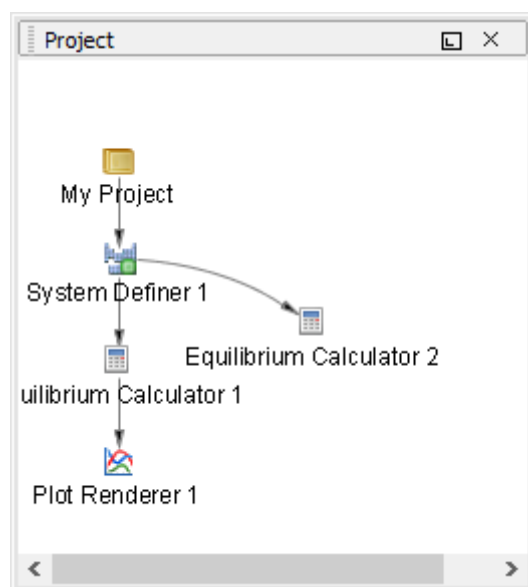 Project
My Project
System Definer 1
Equilibrium Calculator 2
uilibrium Calculator 1
Plot Renderer 1